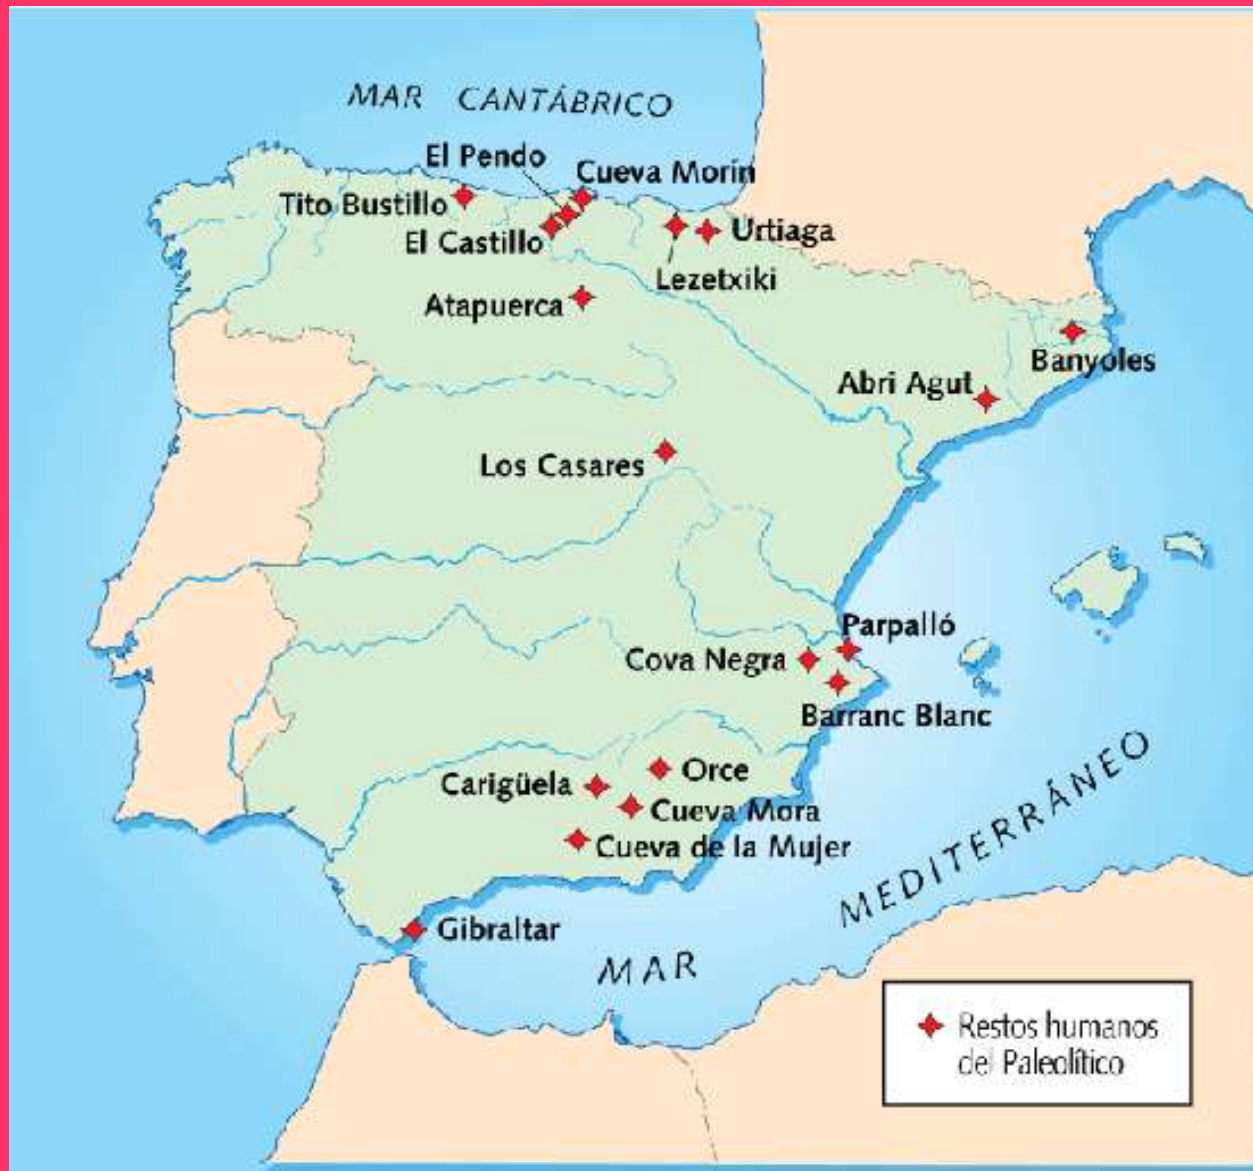 MAR CANTÁBRICO
El Pendo
Cueva Morín
Tito Bustillo
El Castillo
Urtiaga
Lezetxiki
Atapuerca
Banyoles
Abri Agut
Los Casares
Parpalló
Cova Negra
Barranc Blanc
Orce
Carigüela
Cueva Mora
Cueva de la Mujer
Gibraltar
MAR MEDITERRÁNEO
Restos humanos
del Paleolítico